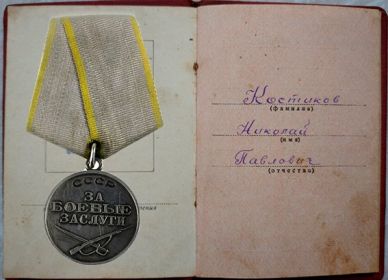 СССР
ЗА
БОЕВЫЕ
ЗАСЛУГИ
Костиков
(фамилия)
Николай
(имя)
Павлович
(отчество)